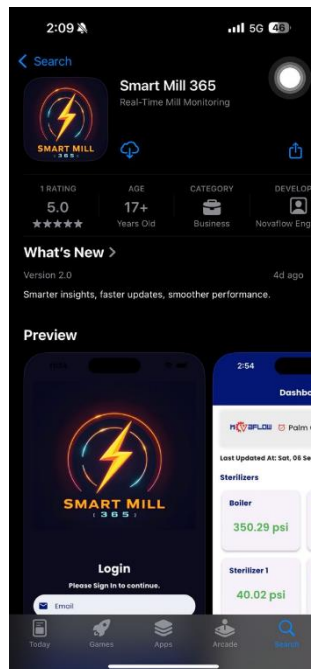 2:09
5G 46
Search
SMART MILL
365
Smart Mill 365
Real-Time Mill Monitoring
1 RATING
5.0
★★★★★
AGE
17+
Years Old
CATEGORY
Business
DEVELOP
Novaflow Eng
What's New >
Version 2.0
4d ago
Smarter insights, faster updates, smoother performance.
Preview
SMART MILL
365
Login
Please Sign In to continue.
Email
2:54
Dashbo
Palm
Last Updated At: Sat, 06 Se
Sterilizers
Boiler
350.29 psi
Sterilizer 1
40.02 psi
Today
Games
Apps
Arcade
Search